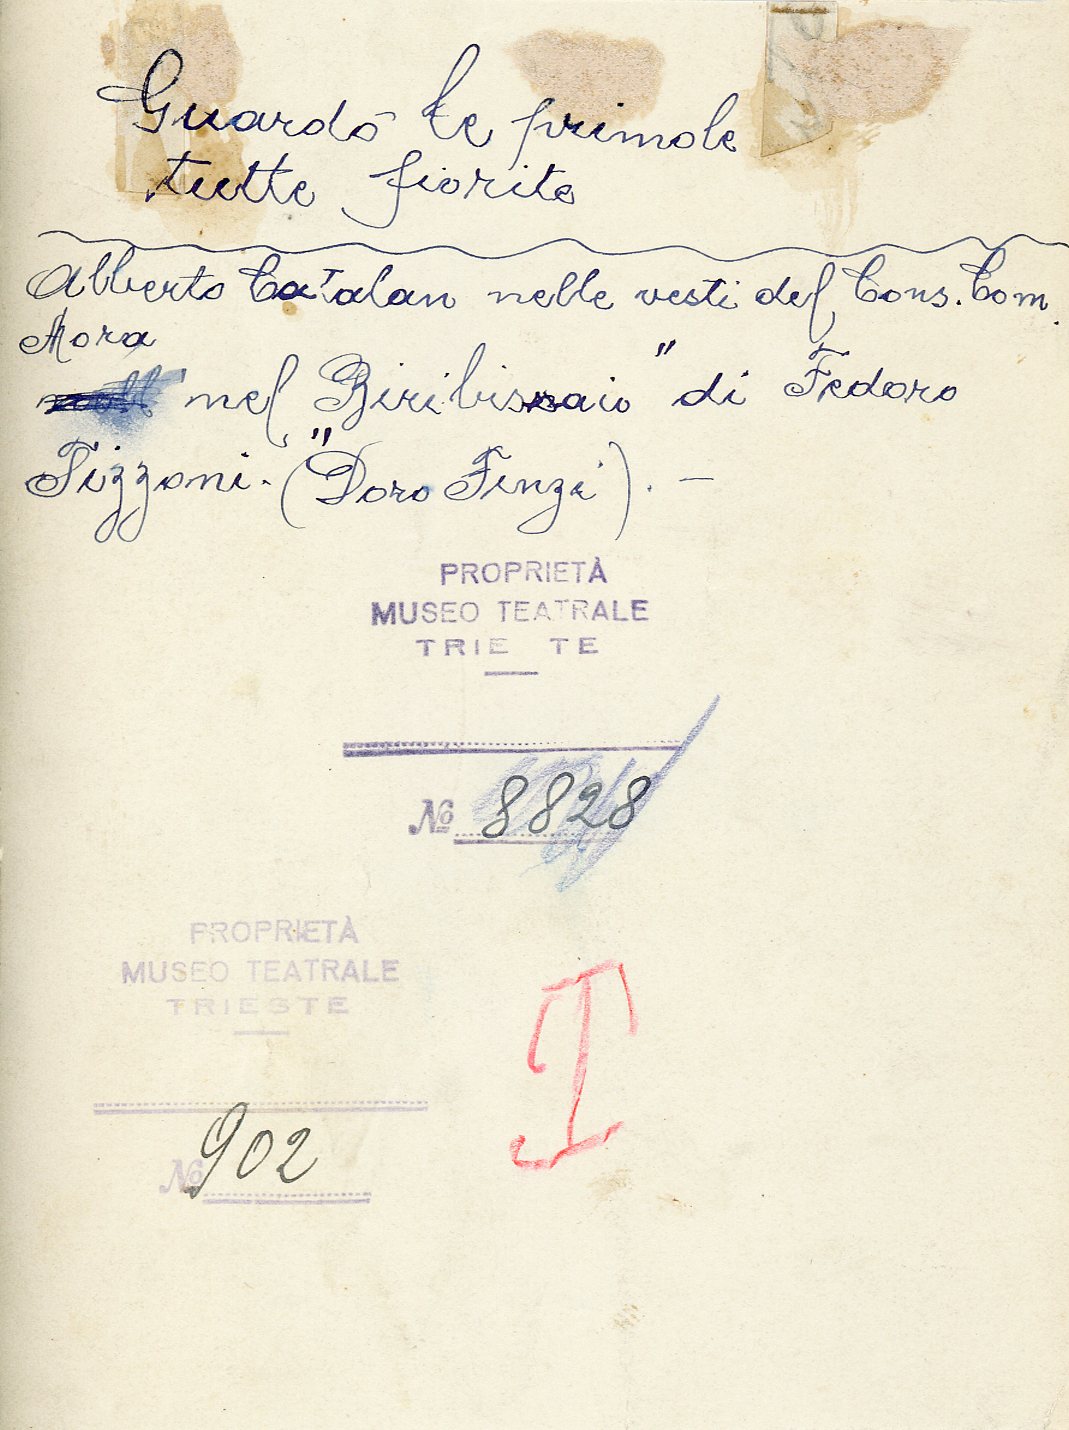 Guardo le primole
tutte fiorite
Alberto Catalan nelle vesti del Cons. Com.
Mora
nel "Biribissaio" di Fedoro
Tizzoni. ("Doro Finzi"). —
PROPRIETÀ
MUSEO TEATRALE
TRIE TE
№ 8828
PROPRIETÀ
MUSEO TEATRALE
TRIESTE
№ 902
I